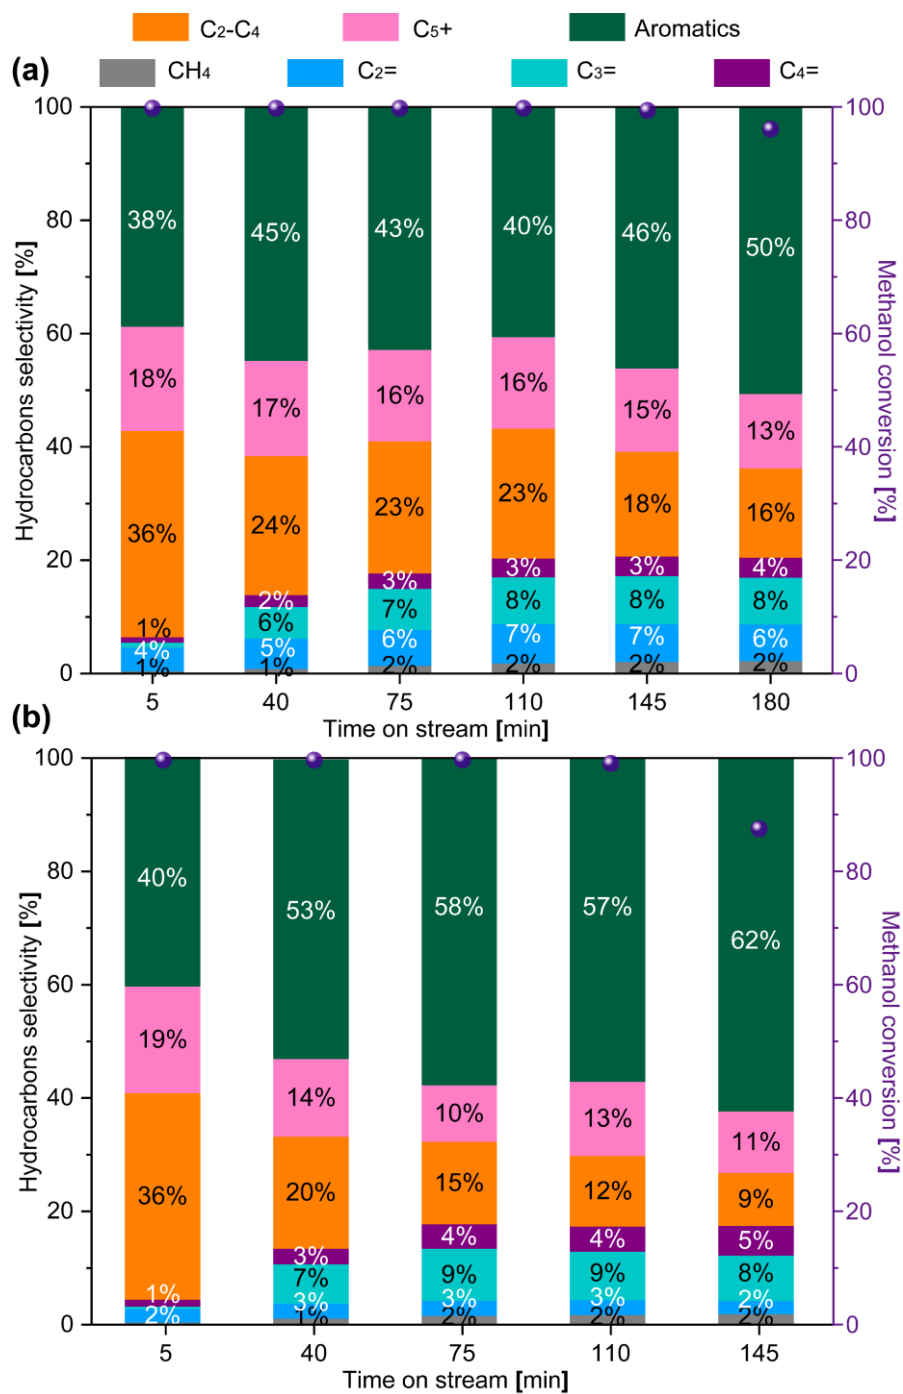 C₂-C₄ C₅+ Aromatics
(a) CH₄ C₂= C₃= C₄=
100 100
80 80
60 60
40 40
20 20
0 0
Hydrocarbons selectivity [%]
Methanol conversion [%]
38% 45% 43% 40% 46% 50%
18% 17% 16% 16% 15% 13%
36% 24% 23% 23% 18% 16%
1% 2% 3% 3% 3% 4%
6% 7% 8% 8% 8%
4% 5% 6% 7% 7% 6%
1% 1% 2% 2% 2% 2%
5 40 75 110 145 180
Time on stream [min]
(b)
100 100
80 80
60 60
40 40
20 20
0 0
Hydrocarbons selectivity [%]
Methanol conversion [%]
40% 53% 58% 57% 62%
19% 14% 10% 13% 11%
36% 20% 15% 12% 9%
1% 3% 4% 4% 5%
7% 9% 9% 8%
2% 3% 3% 3% 2%
1% 2% 2% 2%
5 40 75 110 145
Time on stream [min]